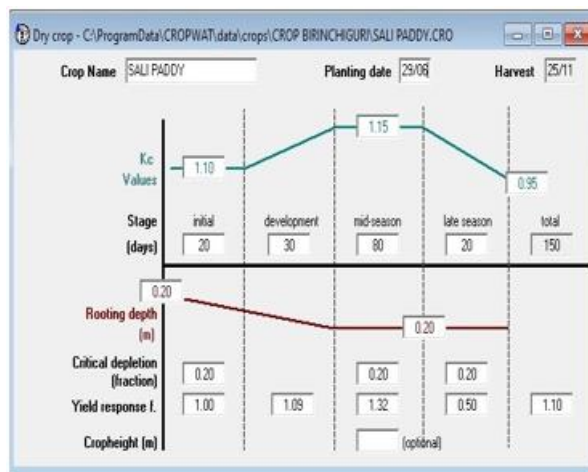 Dry crop - C:\ProgramData\CROPWAT\data\crops\CROP BIRINCHIGURI\SALI PADDY.CRO
Crop Name SALI PADDY Planting date 29/06 Harvest 25/11
1.15
Kc 1.10
Values 0.95
Stage initial development mid-season late season total
(days) 20 30 80 20 150
0.20
Rooting depth 0.20
(m)
Critical depletion
(fraction) 0.20 0.20 0.20
Yield response f. 1.00 1.09 1.32 0.50 1.10
Cropheight (m) (optional)